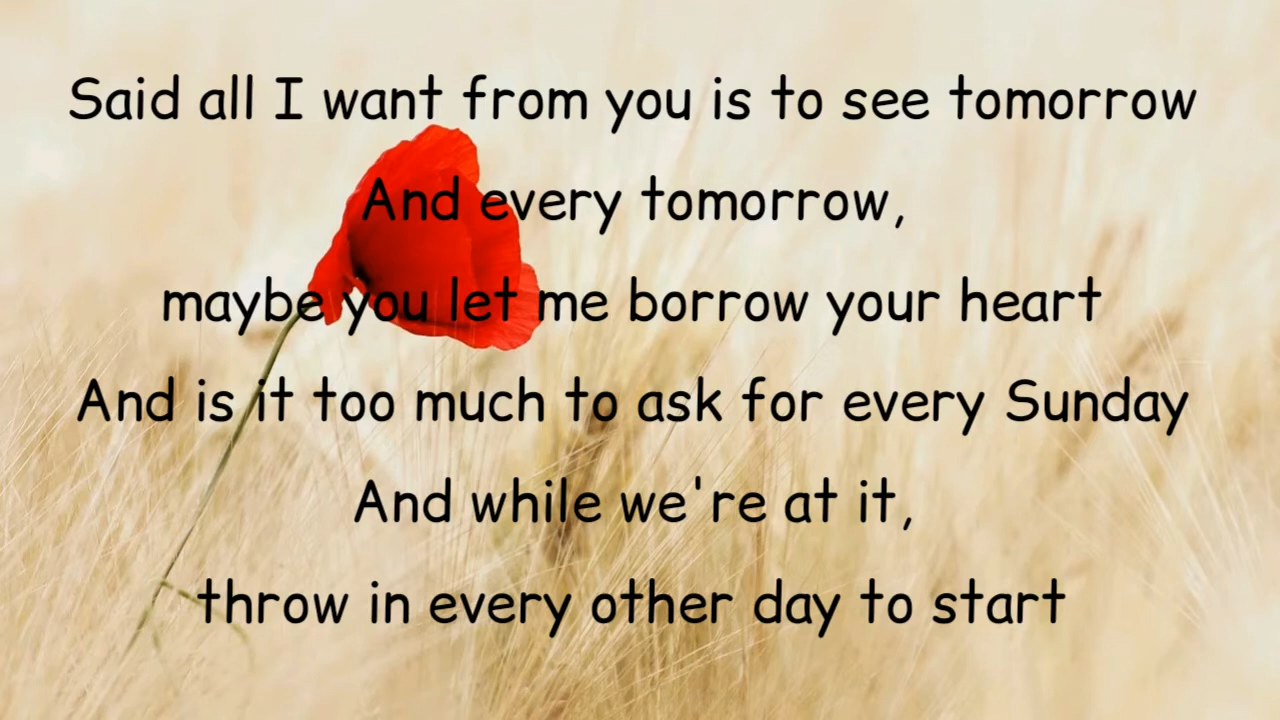 Said all I want from you is to see tomorrow
And every tomorrow,
maybe you let me borrow your heart
And is it too much to ask for every Sunday
And while we're at it,
throw in every other day to start